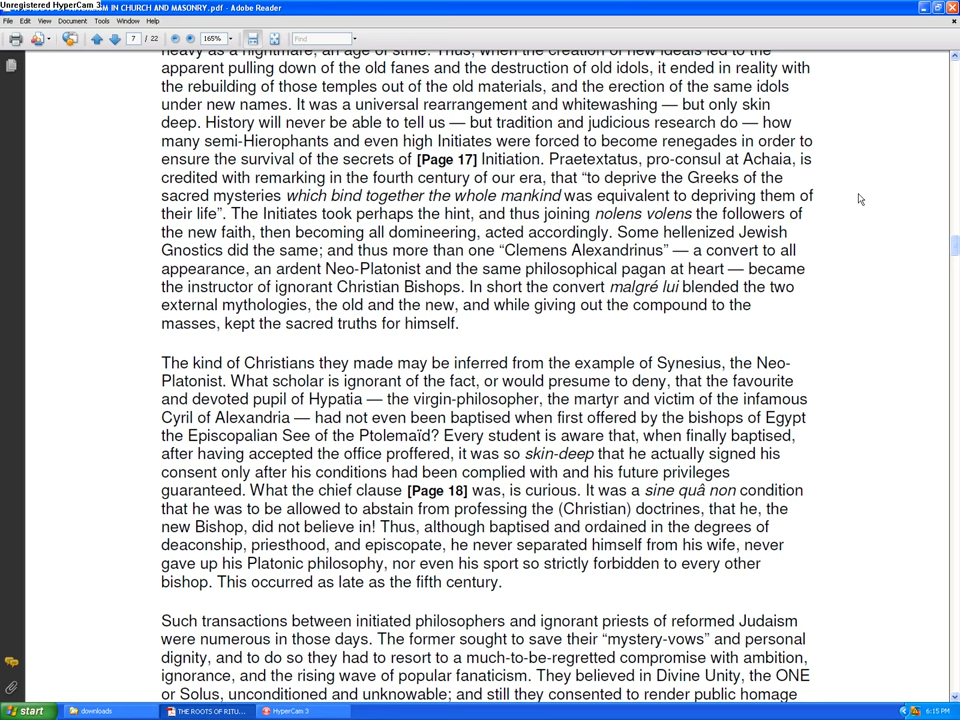 Unregistered HyperCam 3
M IN CHURCH AND MASONRY.pdf - Adobe Reader
File Edit View Document Tools Window Help
7 / 22 165% Find
heavy as a nightmare, an age of strife. Thus, when the creation of new ideals led to the
apparent pulling down of the old fanes and the destruction of old idols, it ended in reality with
the rebuilding of those temples out of the old materials, and the erection of the same idols
under new names. It was a universal rearrangement and whitewashing — but only skin
deep. History will never be able to tell us — but tradition and judicious research do — how
many semi-Hierophants and even high Initiates were forced to become renegades in order to
ensure the survival of the secrets of [Page 17] Initiation. Praetextatus, pro-consul at Achaia, is
credited with remarking in the fourth century of our era, that “to deprive the Greeks of the
sacred mysteries which bind together the whole mankind was equivalent to depriving them of
their life”. The Initiates took perhaps the hint, and thus joining nolens volens the followers of
the new faith, then becoming all domineering, acted accordingly. Some hellenized Jewish
Gnostics did the same; and thus more than one “Clemens Alexandrinus” — a convert to all
appearance, an ardent Neo-Platonist and the same philosophical pagan at heart — became
the instructor of ignorant Christian Bishops. In short the convert malgré lui blended the two
external mythologies, the old and the new, and while giving out the compound to the
masses, kept the sacred truths for himself.
The kind of Christians they made may be inferred from the example of Synesius, the Neo-
Platonist. What scholar is ignorant of the fact, or would presume to deny, that the favourite
and devoted pupil of Hypatia — the virgin-philosopher, the martyr and victim of the infamous
Cyril of Alexandria — had not even been baptised when first offered by the bishops of Egypt
the Episcopalian See of the Ptolemaïd? Every student is aware that, when finally baptised,
after having accepted the office proffered, it was so skin-deep that he actually signed his
consent only after his conditions had been complied with and his future privileges
guaranteed. What the chief clause [Page 18] was, is curious. It was a sine quâ non condition
that he was to be allowed to abstain from professing the (Christian) doctrines, that he, the
new Bishop, did not believe in! Thus, although baptised and ordained in the degrees of
deaconship, priesthood, and episcopate, he never separated himself from his wife, never
gave up his Platonic philosophy, nor even his sport so strictly forbidden to every other
bishop. This occurred as late as the fifth century.
Such transactions between initiated philosophers and ignorant priests of reformed Judaism
were numerous in those days. The former sought to save their “mystery-vows” and personal
dignity, and to do so they had to resort to a much-to-be-regretted compromise with ambition,
ignorance, and the rising wave of popular fanaticism. They believed in Divine Unity, the ONE
or Solus, unconditioned and unknowable; and still they consented to render public homage
start downloads THE ROOTS OF RITU... HyperCam 3 6:15 PM